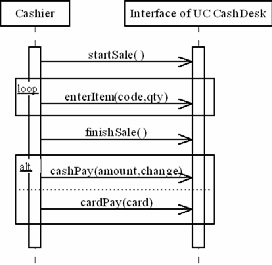 Cashier
Interface of UC CashDesk
startSale( )
loop
enterItem(code,qty)
finishSale( )
alt
cashPay(amount,change)
cardPay(card)